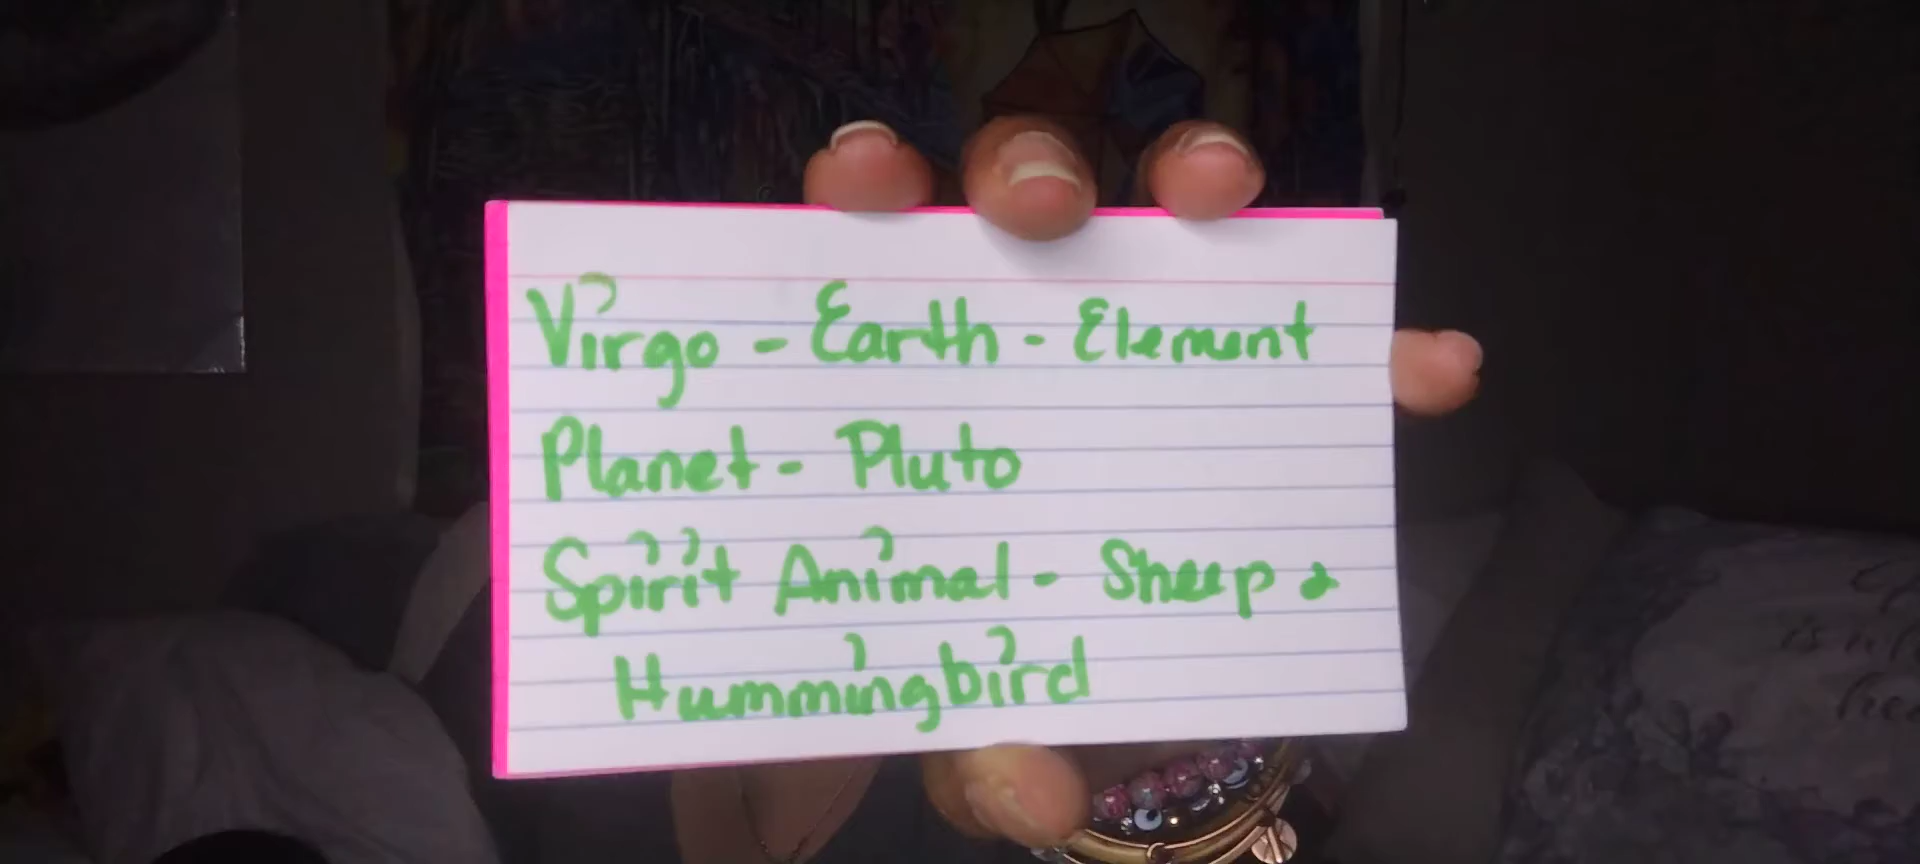 Virgo - Earth - Element
Planet - Pluto
Spirit Animal - Sheep &
Hummingbird